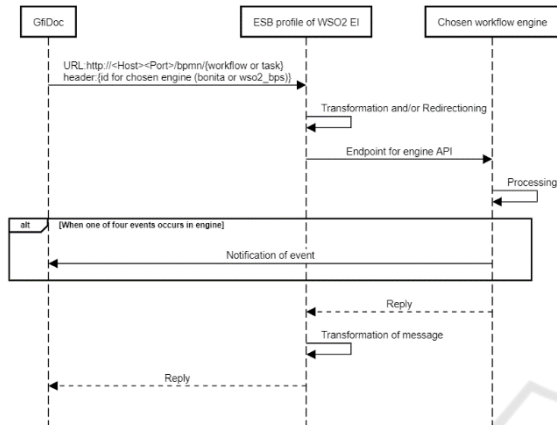 GfiDoc
ESB profile of WSO2 EI
Chosen workflow engine
URL:http://<Host><Port>/bpmn/{workflow or task}
header:{id for chosen engine (bonita or wso2_bps)}
Transformation and/or Redirectioning
Endpoint for engine API
Processing
alt
[When one of four events occurs in engine]
Notification of event
Reply
Transformation of message
Reply